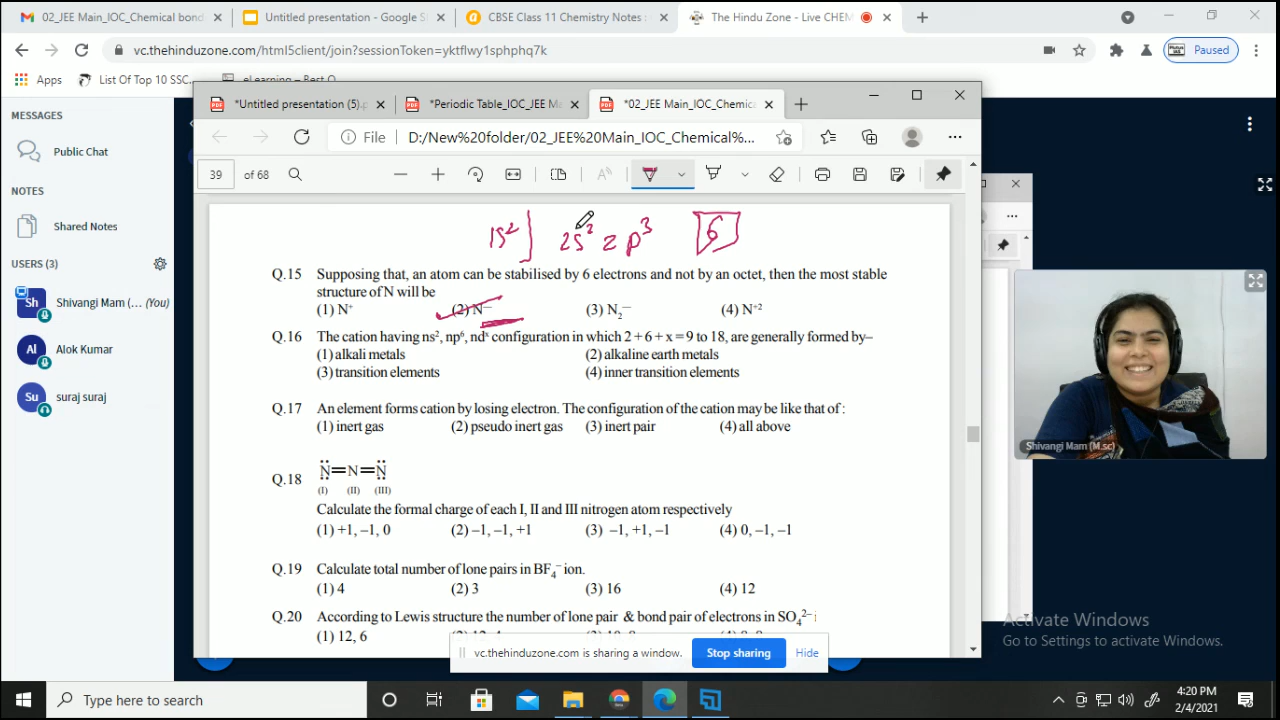 02_JEE Main_IOC_Chemical bond
Untitled presentation - Google S
CBSE Class 11 Chemistry Notes :
The Hindu Zone - Live CHEM
vc.thehinduzone.com/html5client/join?sessionToken=yktflwy1sphphq7k
Paused
Apps
List Of Top 10 SSC...
eLearning – Best O
MESSAGES
Public Chat
NOTES
Shared Notes
USERS (3)
Sh Shivangi Mam (... (You)
Al Alok Kumar
Su suraj suraj
*Untitled presentation (5).p
*Periodic Table_IOC_JEE Ma
*02_JEE Main_IOC_Chemica
File
D:/New%20folder/02_JEE%20Main_IOC_Chemical%...
39 of 68
1s² 2s² 2p³ 6
Q.15 Supposing that, an atom can be stabilised by 6 electrons and not by an octet, then the most stable
structure of N will be
(1) N⁺ (2) N⁻ (3) N₂⁻ (4) N⁺²
Q.16 The cation having ns², np⁶, ndˣ configuration in which 2 + 6 + x = 9 to 18, are generally formed by–
(1) alkali metals (2) alkaline earth metals
(3) transition elements (4) inner transition elements
Q.17 An element forms cation by losing electron. The configuration of the cation may be like that of :
(1) inert gas (2) pseudo inert gas (3) inert pair (4) all above
Q.18 N=N=N
(I) (II) (III)
Calculate the formal charge of each I, II and III nitrogen atom respectively
(1) +1, –1, 0 (2) –1, –1, +1 (3) –1, +1, –1 (4) 0, –1, –1
Q.19 Calculate total number of lone pairs in BF₄⁻ ion.
(1) 4 (2) 3 (3) 16 (4) 12
Q.20 According to Lewis structure the number of lone pair & bond pair of electrons in SO₄²⁻ i
(1) 12, 6
vc.thehinduzone.com is sharing a window.
Stop sharing
Hide
Shivangi Mam (M.sc)
Activate Windows
Go to Settings to activate Windows.
Type here to search
4:20 PM
2/4/2021